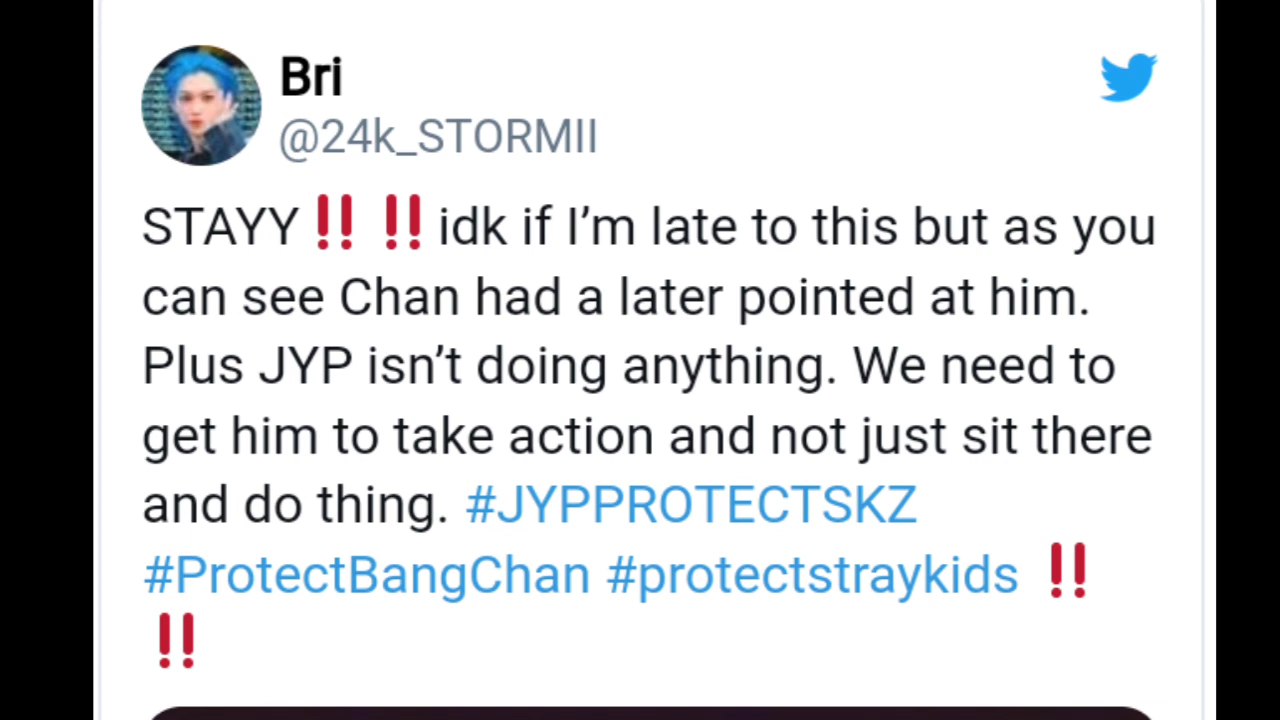 Bri
@24k_STORMII
STAYY‼️ ‼️ idk if I’m late to this but as you
can see Chan had a later pointed at him.
Plus JYP isn’t doing anything. We need to
get him to take action and not just sit there
and do thing. #JYPPROTECTSKZ
#ProtectBangChan #protectstraykids ‼️
‼️